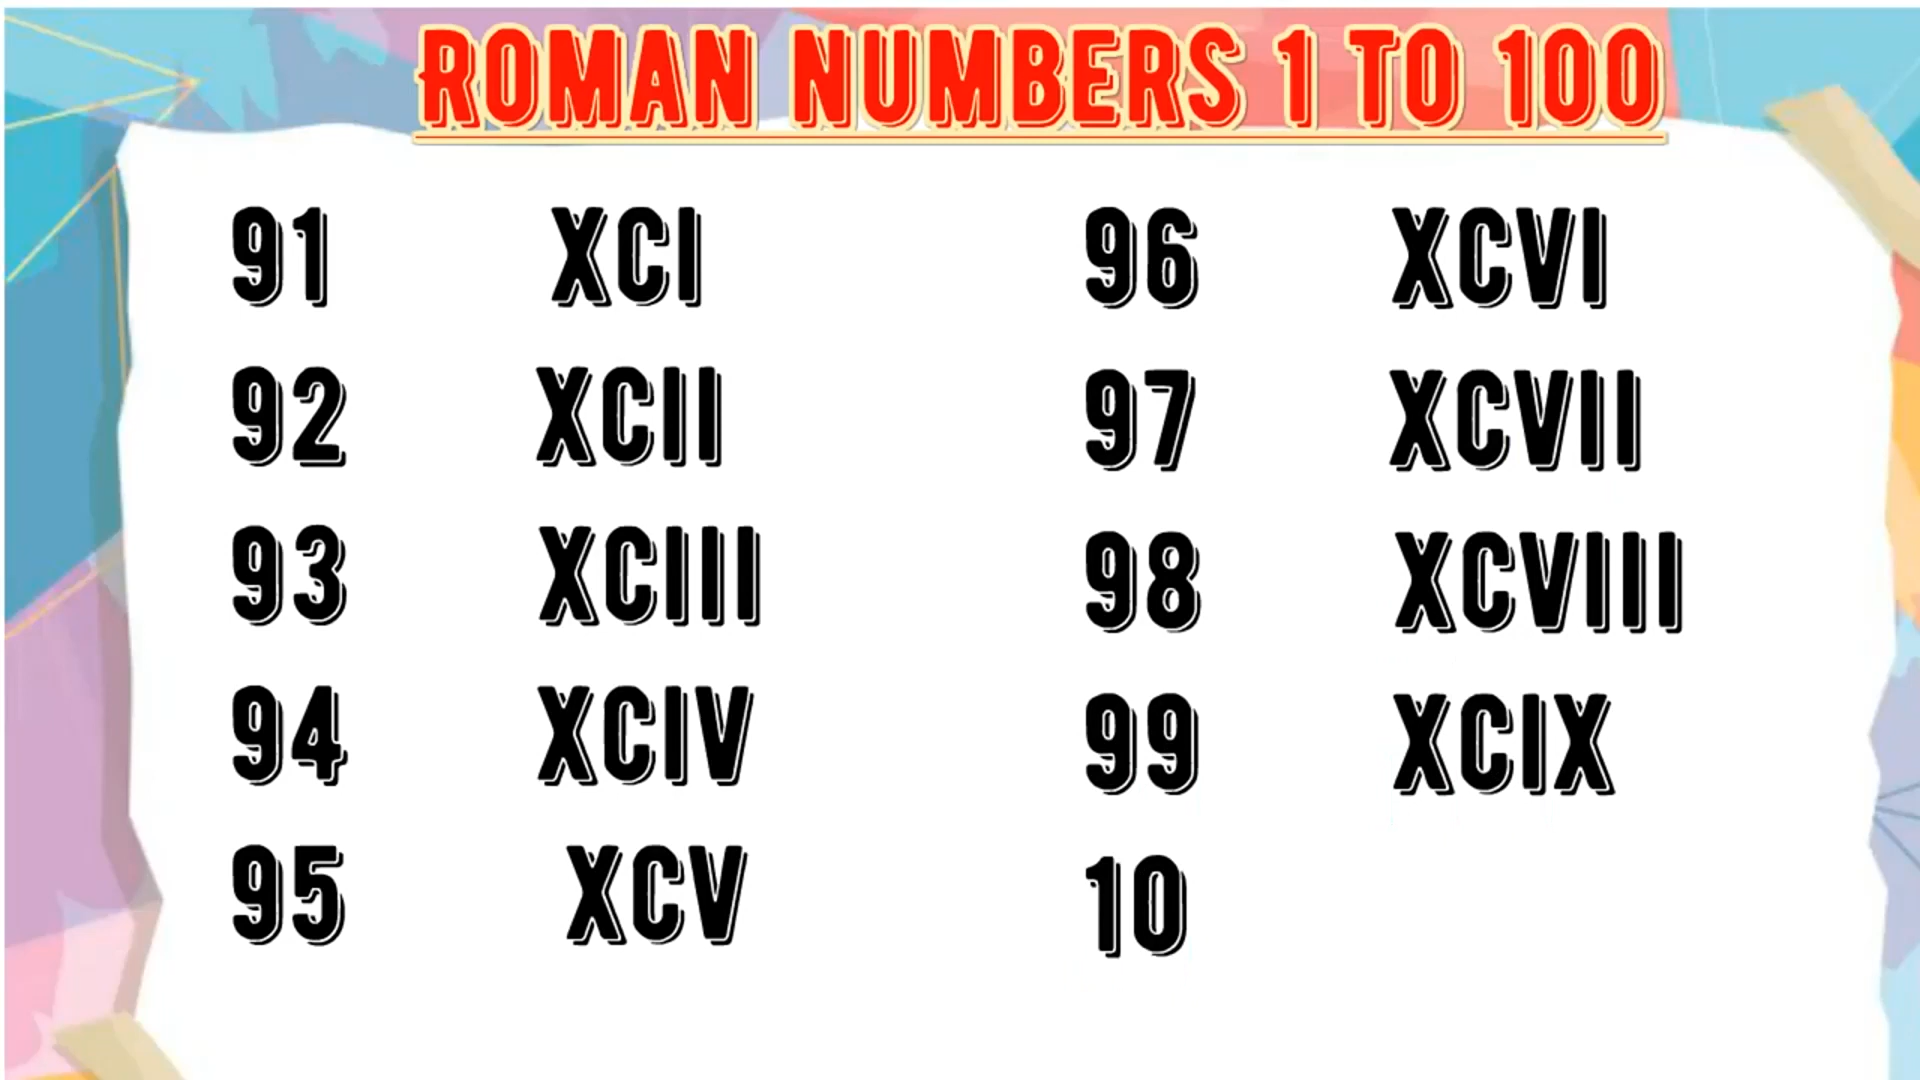 ROMAN NUMBERS 1 TO 100
91 XCI
92 XCII
93 XCIII
94 XCIV
95 XCV
96 XCVI
97 XCVII
98 XCVIII
99 XCIX
10